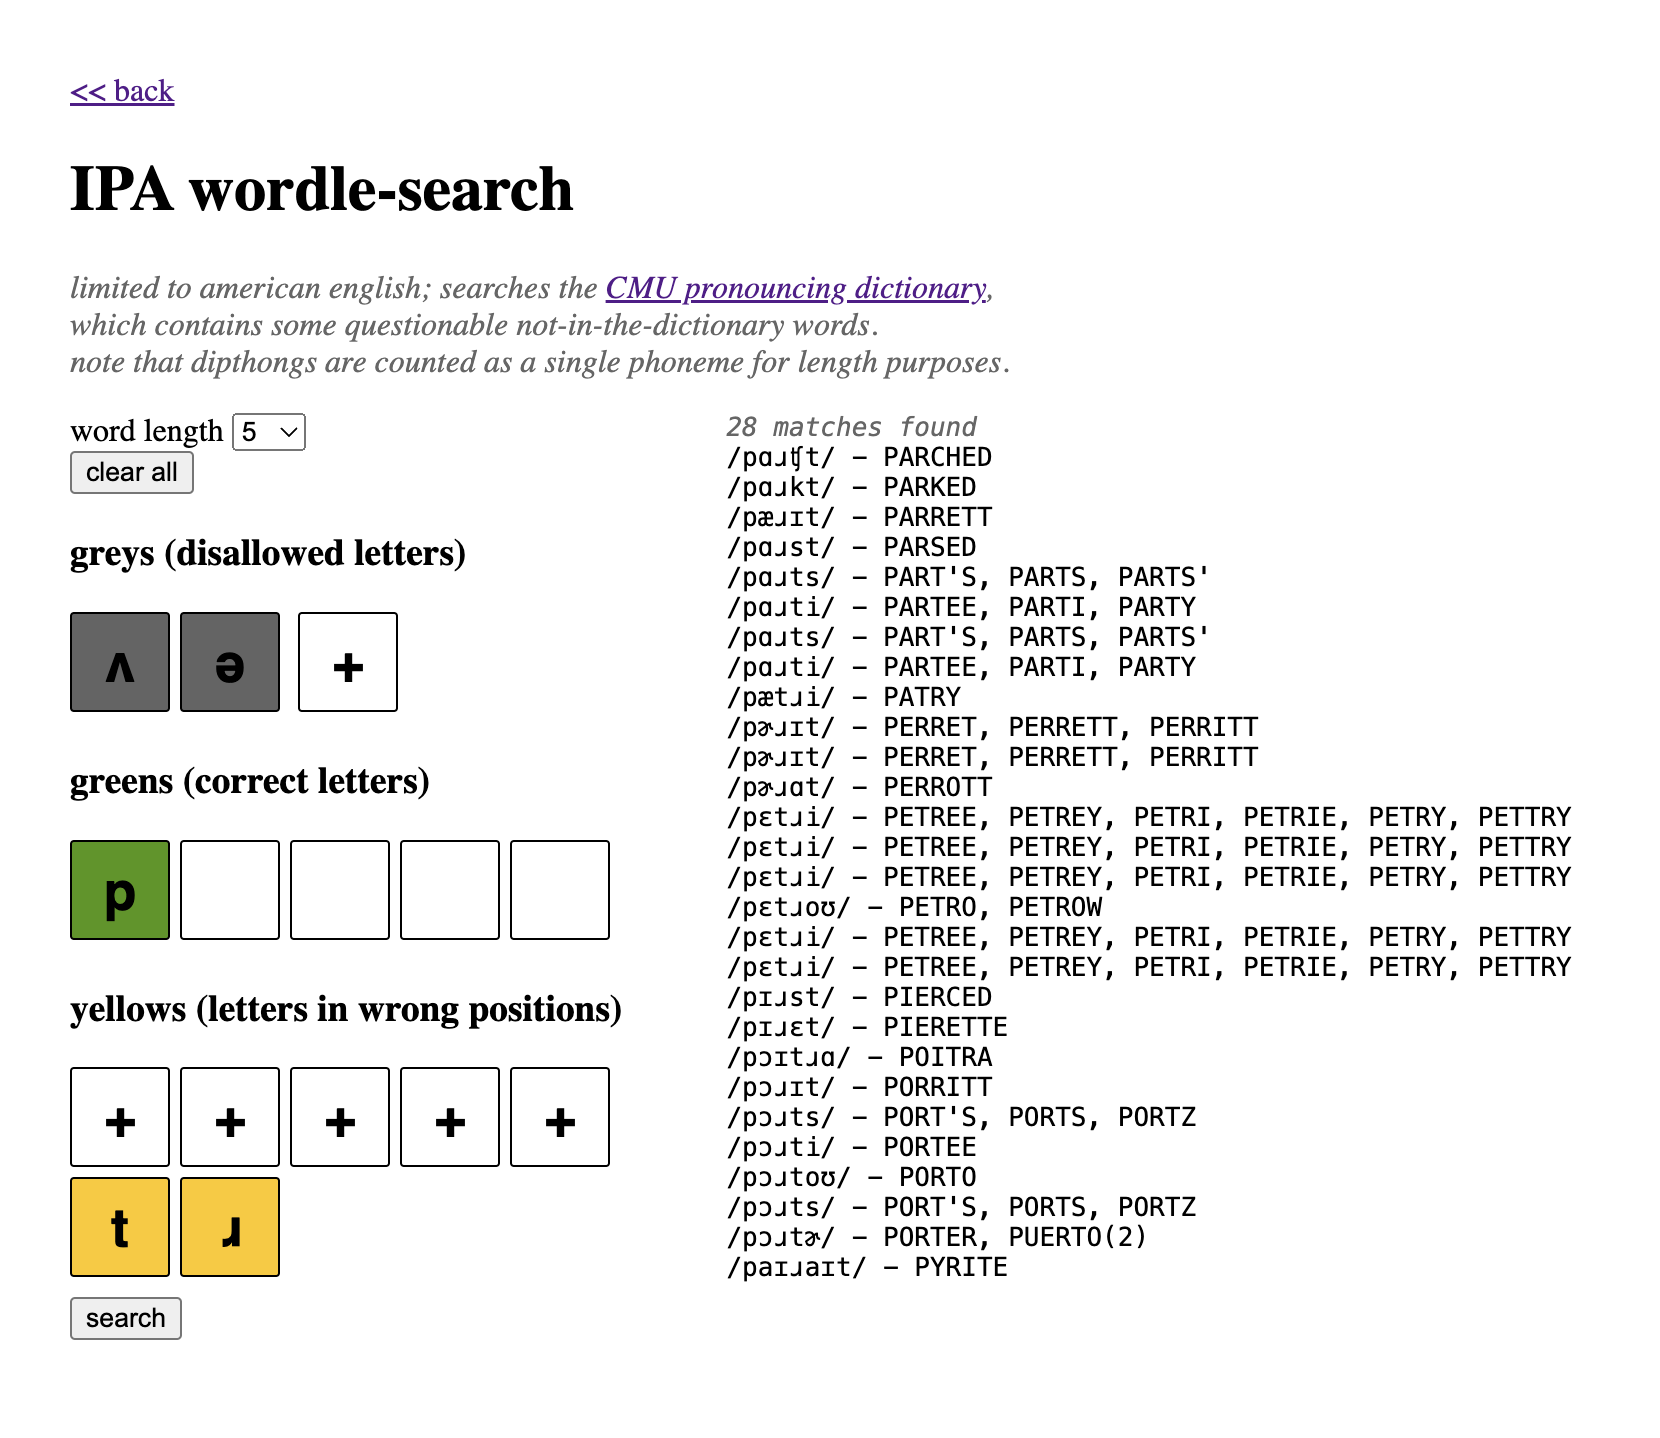 << back
IPA wordle-search
limited to american english; searches the CMU pronouncing dictionary,
which contains some questionable not-in-the-dictionary words.
note that dipthongs are counted as a single phoneme for length purposes.
word length 5
clear all
greys (disallowed letters)
ʌ ə +
greens (correct letters)
p
yellows (letters in wrong positions)
+ + + + +
t ɹ
search
28 matches found
/pɑɹʧt/ – PARCHED
/pɑɹkt/ – PARKED
/pæɹɪt/ – PARRETT
/pɑɹst/ – PARSED
/pɑɹts/ – PART'S, PARTS, PARTS'
/pɑɹti/ – PARTEE, PARTI, PARTY
/pɑɹts/ – PART'S, PARTS, PARTS'
/pɑɹti/ – PARTEE, PARTI, PARTY
/pætɹi/ – PATRY
/pɚɹɪt/ – PERRET, PERRETT, PERRITT
/pɚɹɪt/ – PERRET, PERRETT, PERRITT
/pɚɹɑt/ – PERROTT
/pɛtɹi/ – PETREE, PETREY, PETRI, PETRIE, PETRY, PETTRY
/pɛtɹi/ – PETREE, PETREY, PETRI, PETRIE, PETRY, PETTRY
/pɛtɹi/ – PETREE, PETREY, PETRI, PETRIE, PETRY, PETTRY
/pɛtɹoʊ/ – PETRO, PETROW
/pɛtɹi/ – PETREE, PETREY, PETRI, PETRIE, PETRY, PETTRY
/pɛtɹi/ – PETREE, PETREY, PETRI, PETRIE, PETRY, PETTRY
/pɪɹst/ – PIERCED
/pɪɹɛt/ – PIERETTE
/pɔɪtɹɑ/ – POITRA
/pɔɹɪt/ – PORRITT
/pɔɹts/ – PORT'S, PORTS, PORTZ
/pɔɹti/ – PORTEE
/pɔɹtoʊ/ – PORTO
/pɔɹts/ – PORT'S, PORTS, PORTZ
/pɔɹtɚ/ – PORTER, PUERTO(2)
/paɪɹaɪt/ – PYRITE